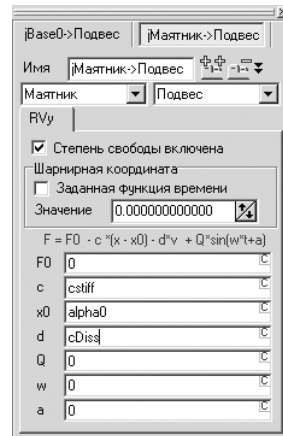 jBase0->Подвес jМаятник->Подвес
Имя jМаятник->Подвес
Маятник Подвес
RVy
Степень свободы включена
Шарнирная координата
Заданная функция времени
Значение 0.000000000000
F = F0 - c *(x - x0) - d*v + Q*sin(w*t+a)
F0 0 C
c cstiff C
x0 alpha0 C
d cDiss C
Q 0 C
w 0 C
a 0 C